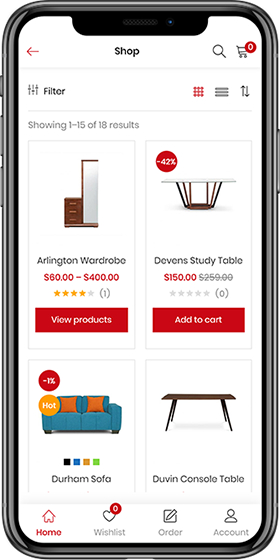 Shop
0
Filter
Showing 1–15 of 18 results
-42%
Arlington Wardrobe
Devens Study Table
$60.00 – $400.00
$150.00 $259.00
(1)
(0)
View products
Add to cart
-1%
Hot
Durham Sofa
Duvin Console Table
0
Home
Wishlist
Order
Account